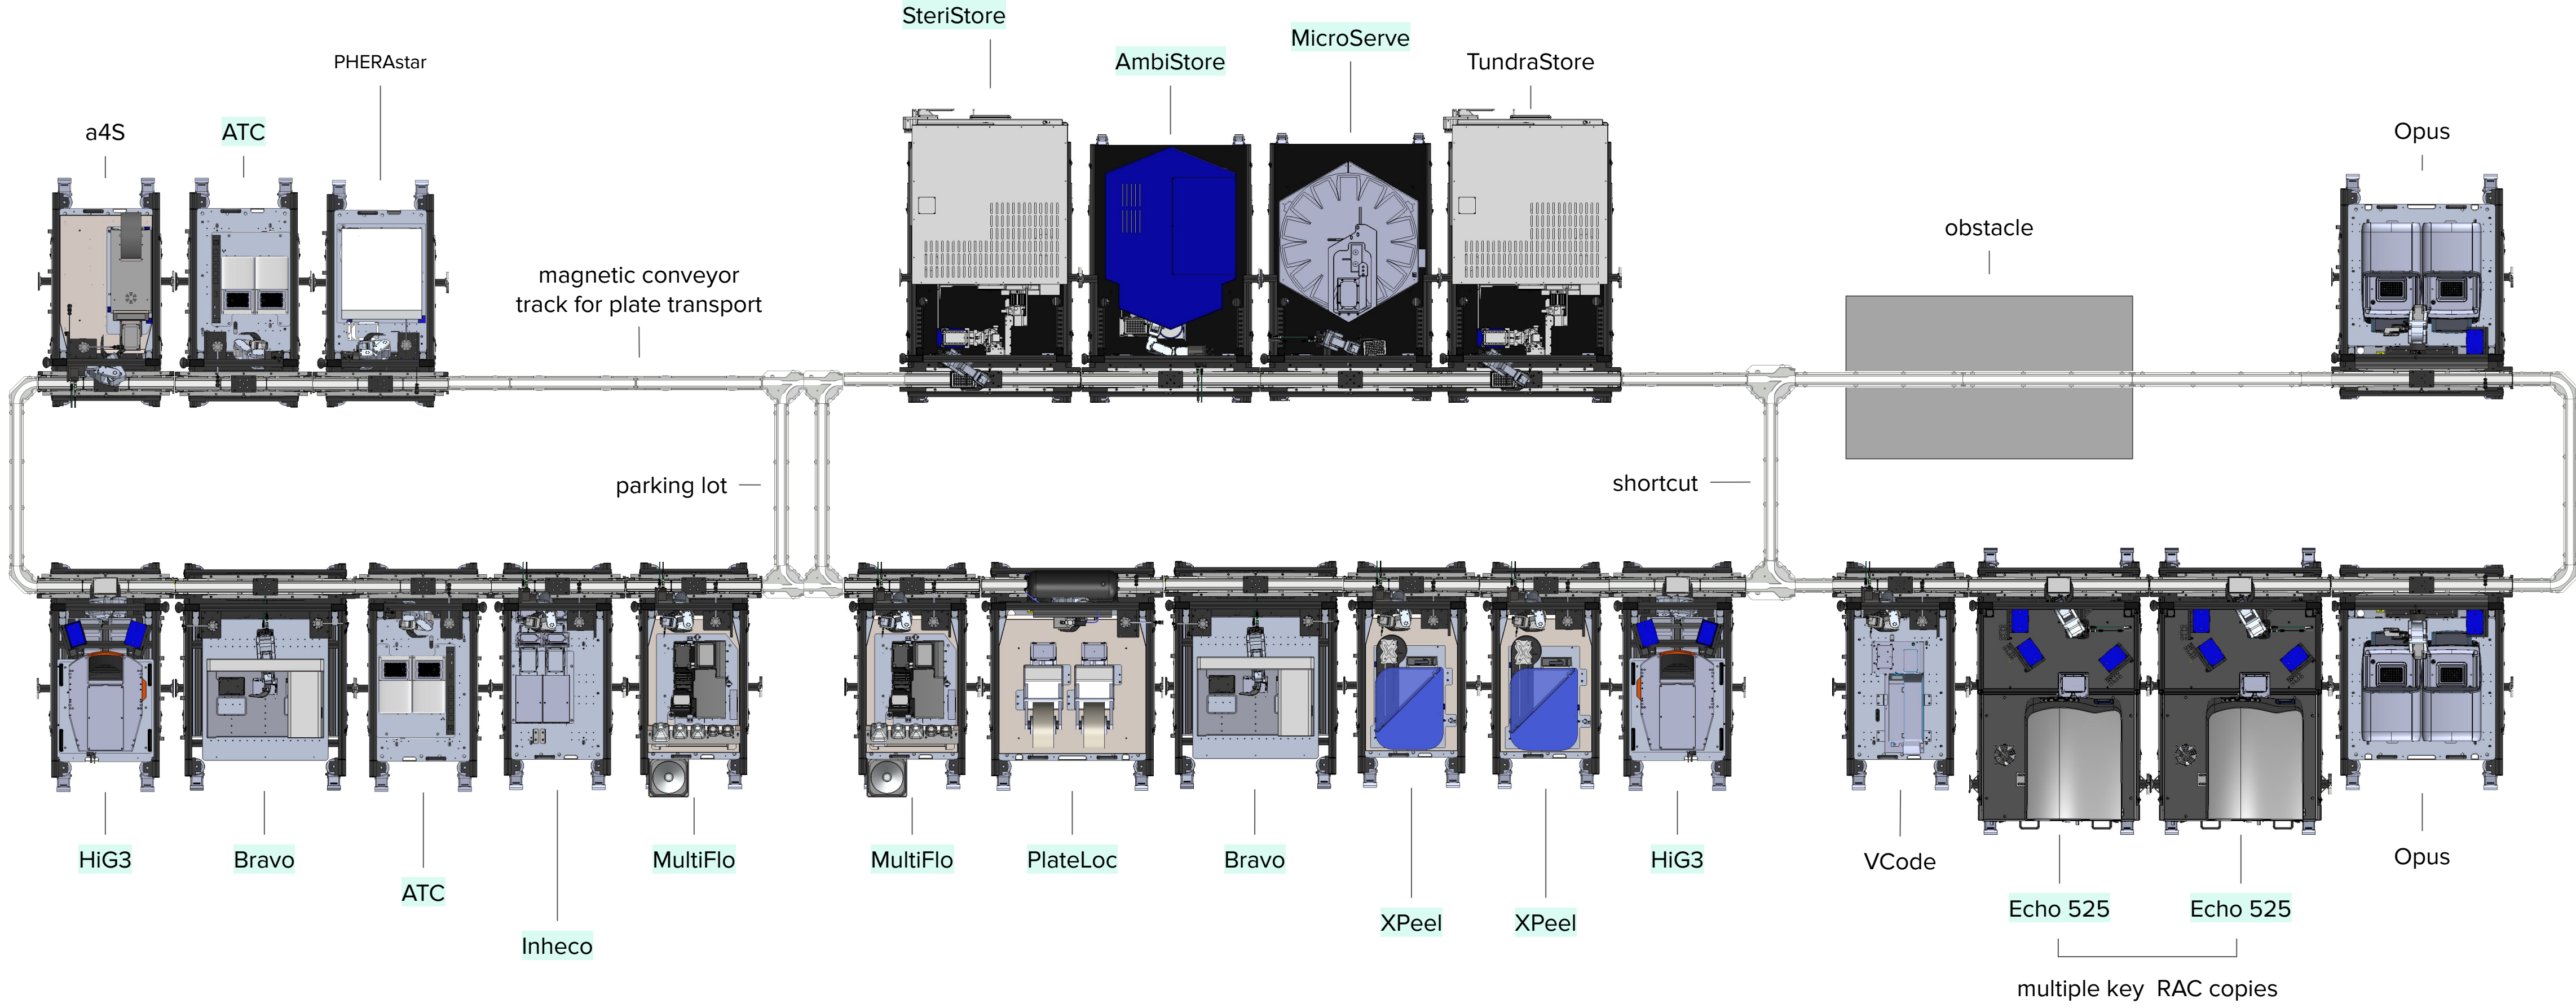 SteriStore
MicroServe
AmbiStore
TundraStore
PHERAstar
a4S
ATC
Opus
obstacle
magnetic conveyor
track for plate transport
parking lot
shortcut
HiG3
Bravo
ATC
Inheco
MultiFlo
MultiFlo
PlateLoc
Bravo
XPeel
XPeel
HiG3
VCode
Echo 525
Echo 525
Opus
multiple key RAC copies